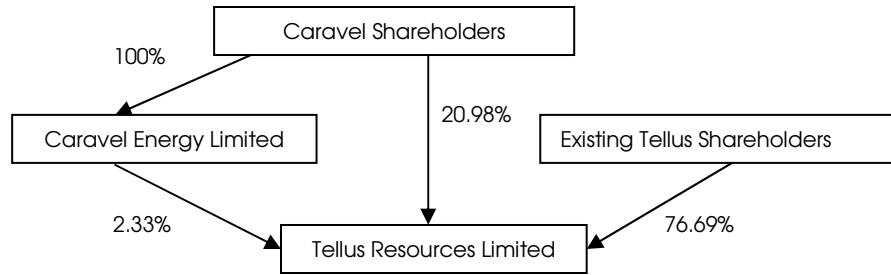 Caravel Shareholders
100%
20.98%
Caravel Energy Limited
Existing Tellus Shareholders
2.33%
76.69%
Tellus Resources Limited